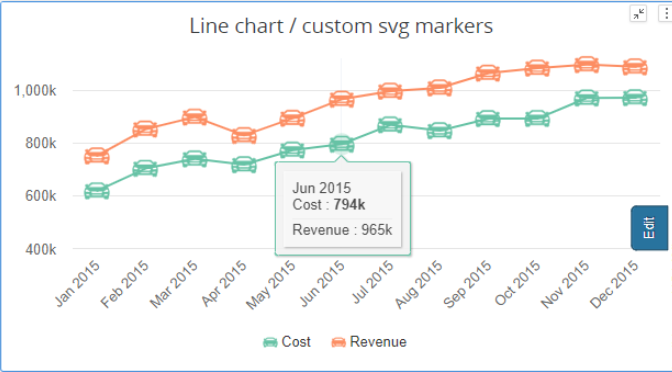 Line chart / custom svg markers
1,000k
800k
600k
400k
Jun 2015
Cost : 794k
Revenue : 965k
Edit
Jan 2015
Feb 2015
Mar 2015
Apr 2015
May 2015
Jun 2015
Jul 2015
Aug 2015
Sep 2015
Oct 2015
Nov 2015
Dec 2015
Cost
Revenue